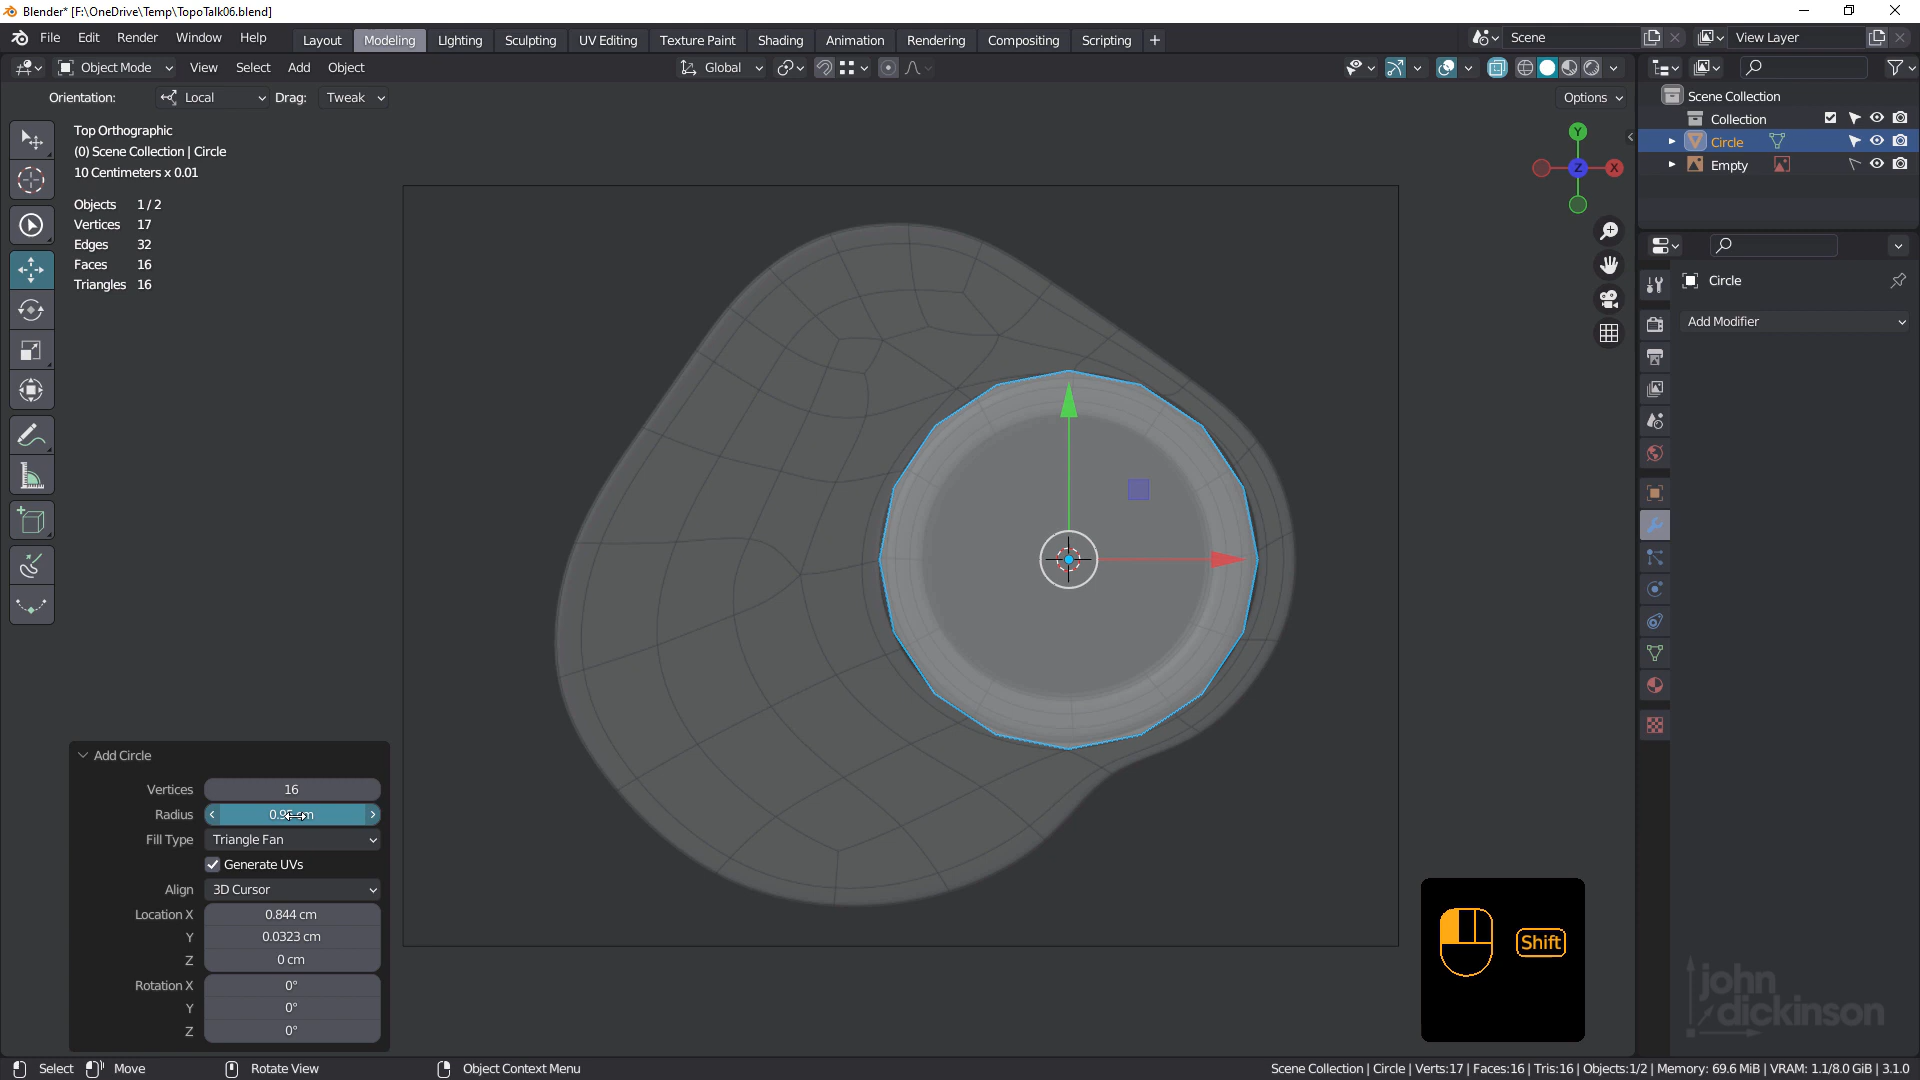 Blender* [F:\OneDrive\Temp\TopoTalk06.blend]
File Edit Render Window Help Layout Modeling Lighting Sculpting UV Editing Texture Paint Shading Animation Rendering Compositing Scripting + Scene View Layer
Object Mode View Select Add Object Global
Orientation: Local Drag: Tweak Options
Top Orthographic
(0) Scene Collection | Circle
10 Centimeters x 0.01
Objects 1/2
Vertices 17
Edges 32
Faces 16
Triangles 16
Y
Z X
Scene Collection
Collection
Circle
Empty
Circle
Add Modifier
Add Circle
Vertices 16
Radius
Fill Type Triangle Fan
Generate UVs
Align 3D Cursor
Location X 0.844 cm
Y 0.0323 cm
Z 0 cm
Rotation X 0°
Y 0°
Z 0°
Shift
john
dickinson
Select Move Rotate View Object Context Menu
Scene Collection | Circle | Verts:17 | Faces:16 | Tris:16 | Objects:1/2 | Memory: 69.6 MiB | VRAM: 1.1/8.0 GiB | 3.1.0